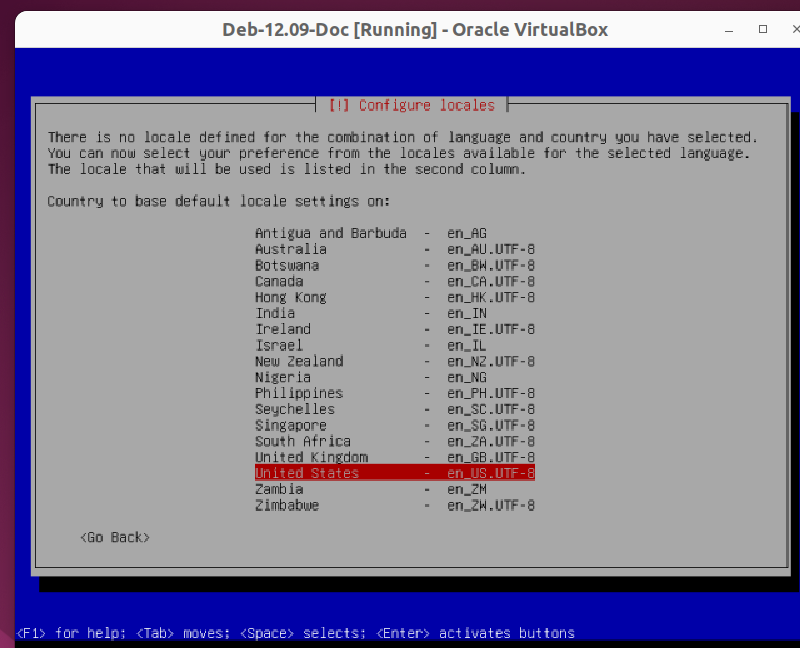 Deb-12.09-Doc [Running] - Oracle VirtualBox
[!] Configure locales
There is no locale defined for the combination of language and country you have selected.
You can now select your preference from the locales available for the selected language.
The locale that will be used is listed in the second column.
Country to base default locale settings on:
Antigua and Barbuda - en_AG
Australia - en_AU.UTF-8
Botswana - en_BW.UTF-8
Canada - en_CA.UTF-8
Hong Kong - en_HK.UTF-8
India - en_IN
Ireland - en_IE.UTF-8
Israel - en_IL
New Zealand - en_NZ.UTF-8
Nigeria - en_NG
Philippines - en_PH.UTF-8
Seychelles - en_SC.UTF-8
Singapore - en_SG.UTF-8
South Africa - en_ZA.UTF-8
United Kingdom - en_GB.UTF-8
United States - en_US.UTF-8
Zambia - en_ZM
Zimbabwe - en_ZW.UTF-8
<Go Back>
<F1> for help; <Tab> moves; <Space> selects; <Enter> activates buttons